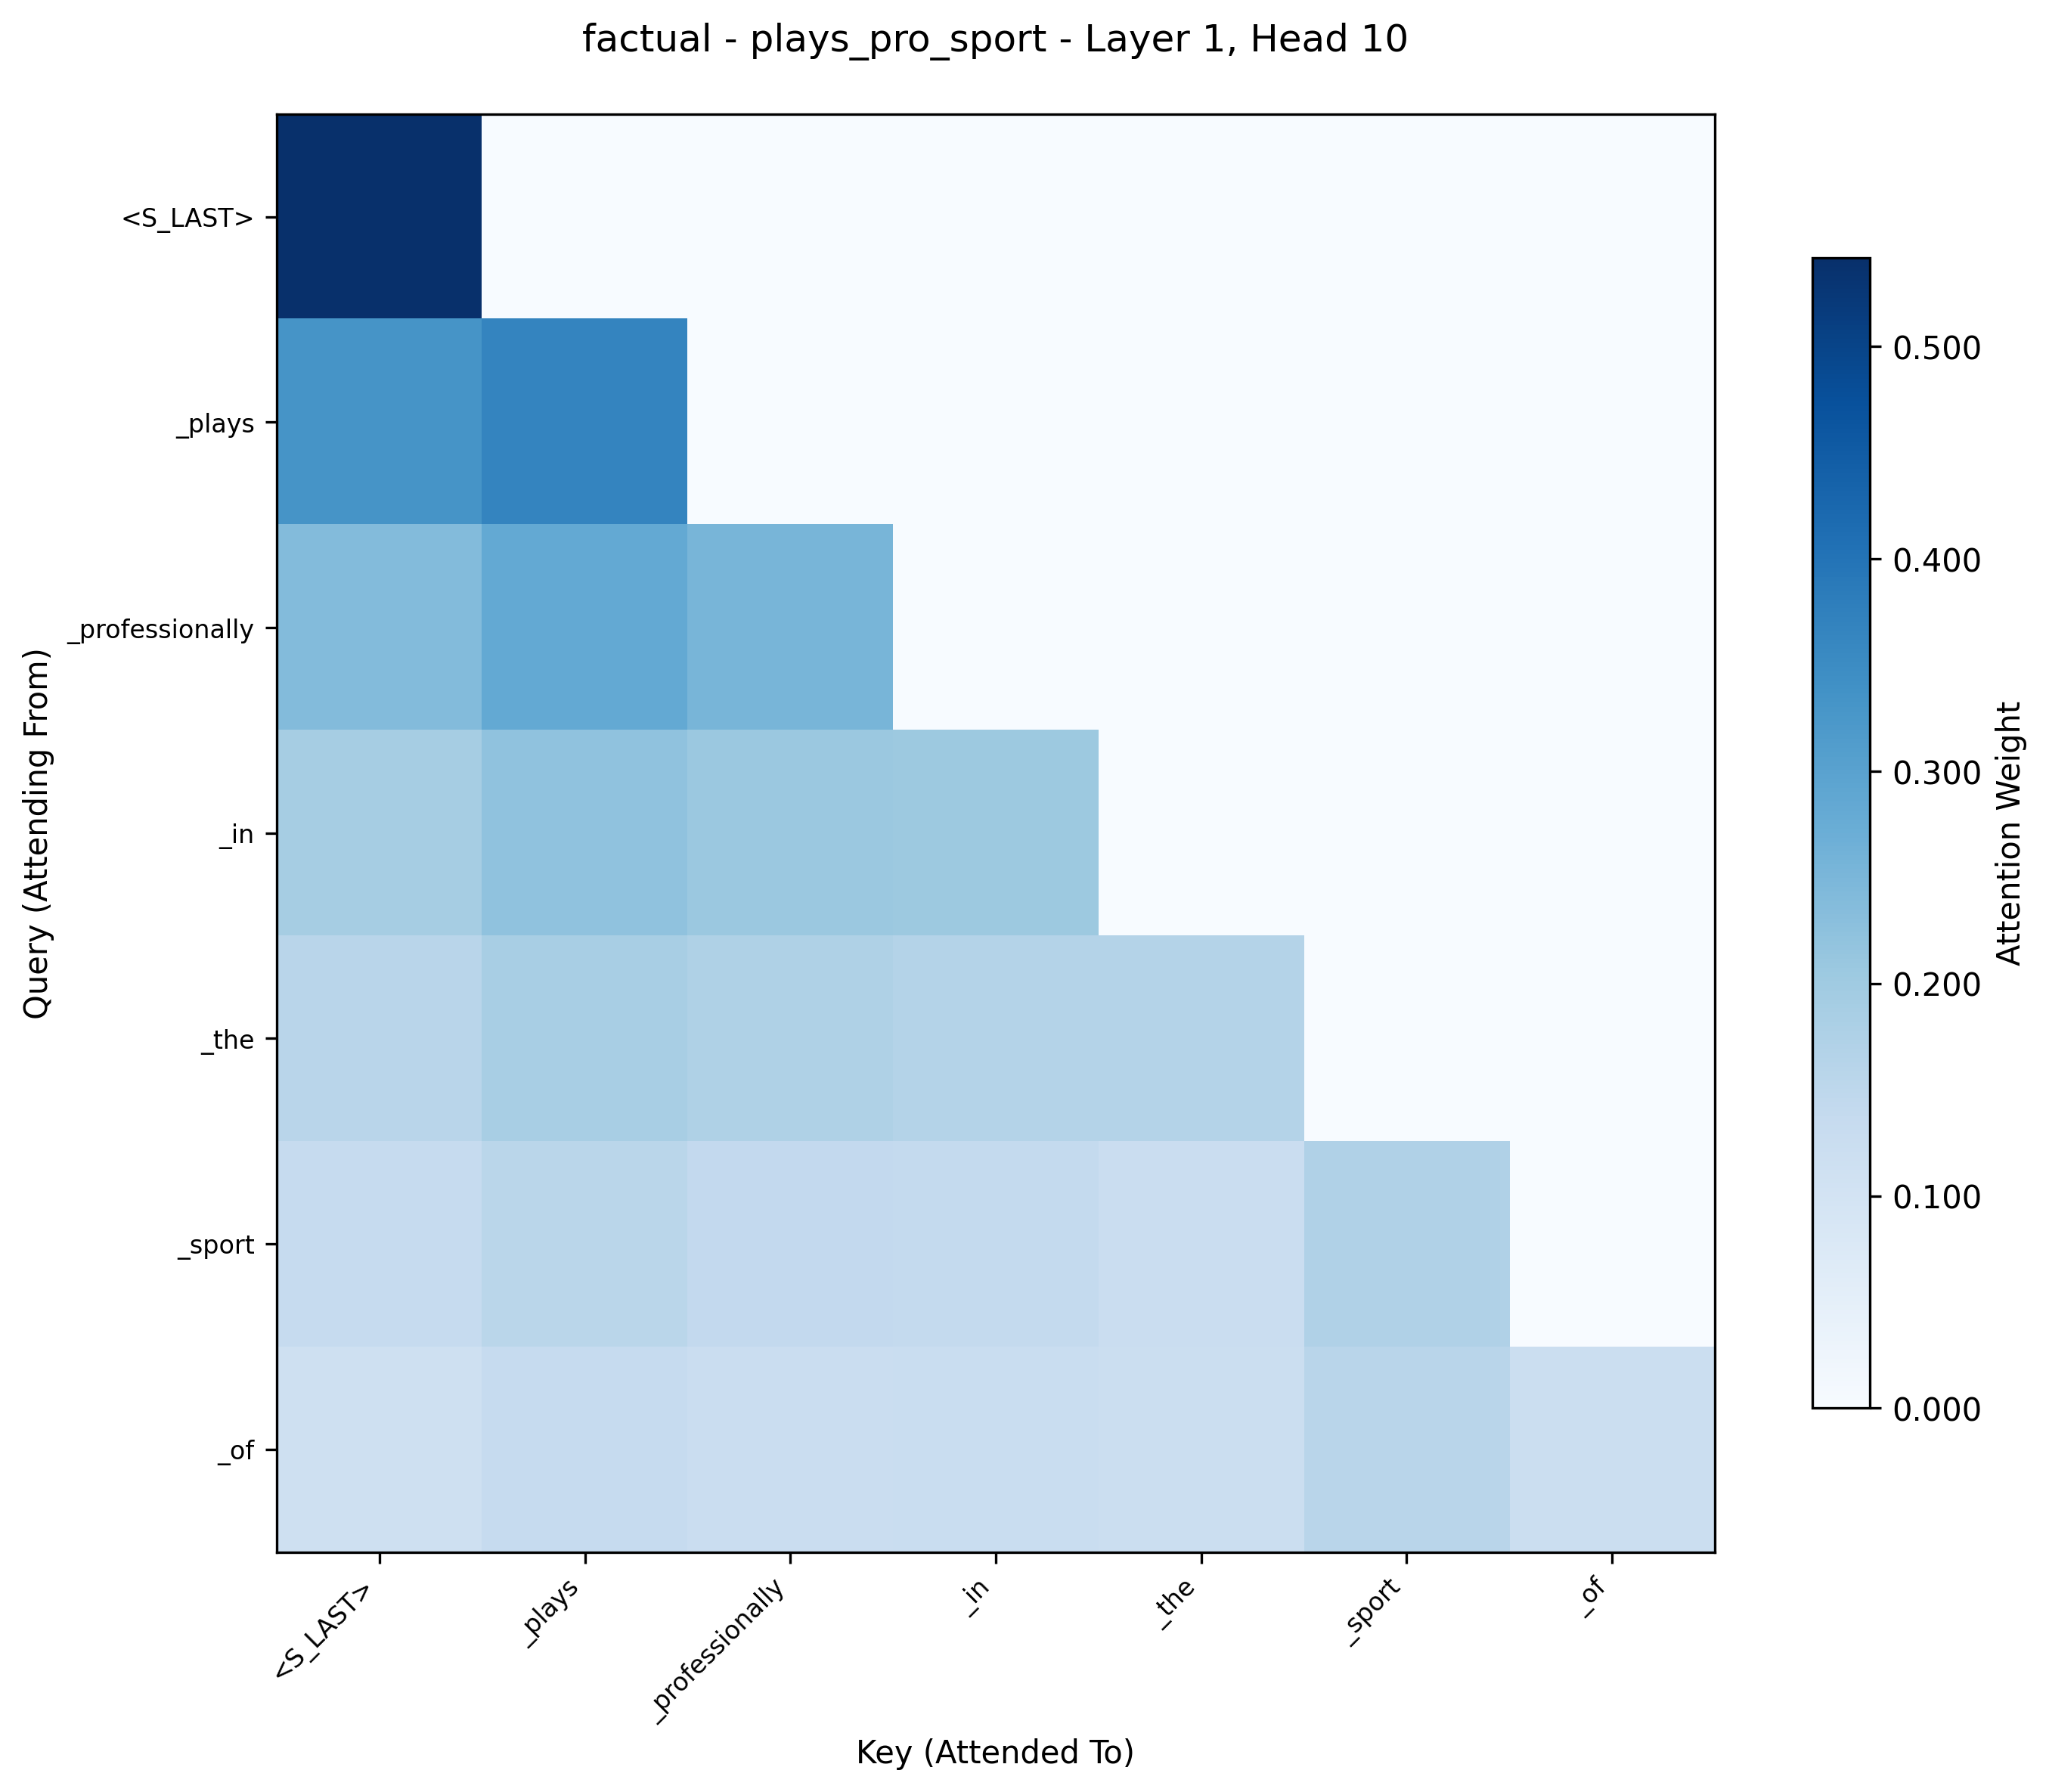 factual - plays_pro_sport - Layer 1, Head 10
<S_LAST>
_plays
_professionally
_in
_the
_sport
_of
Query (Attending From)
<S_LAST>
_plays
_professionally
_in
_the
_sport
_of
Key (Attended To)
0.500
0.400
0.300
0.200
0.100
0.000
Attention Weight